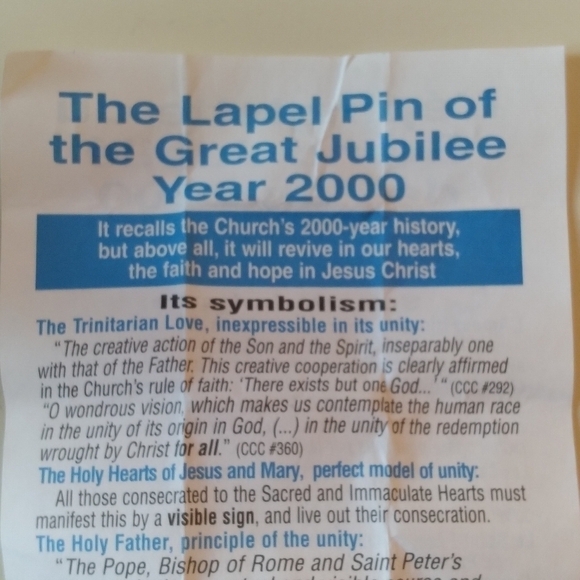 The Lapel Pin of
the Great Jubilee
Year 2000
It recalls the Church's 2000-year history,
but above all, it will revive in our hearts,
the faith and hope in Jesus Christ
Its symbolism:
The Trinitarian Love, inexpressible in its unity:
"The creative action of the Son and the Spirit, inseparably one
with that of the Father. This creative cooperation is clearly affirmed
in the Church's rule of faith: 'There exists but one God...' " (CCC #292)
"O wondrous vision, which makes us contemplate the human race
in the unity of its origin in God, (...) in the unity of the redemption
wrought by Christ for all." (CCC #360)
The Holy Hearts of Jesus and Mary, perfect model of unity:
All those consecrated to the Sacred and Immaculate Hearts must
manifest this by a visible sign, and live out their consecration.
The Holy Father, principle of the unity:
"The Pope, Bishop of Rome and Saint Peter's